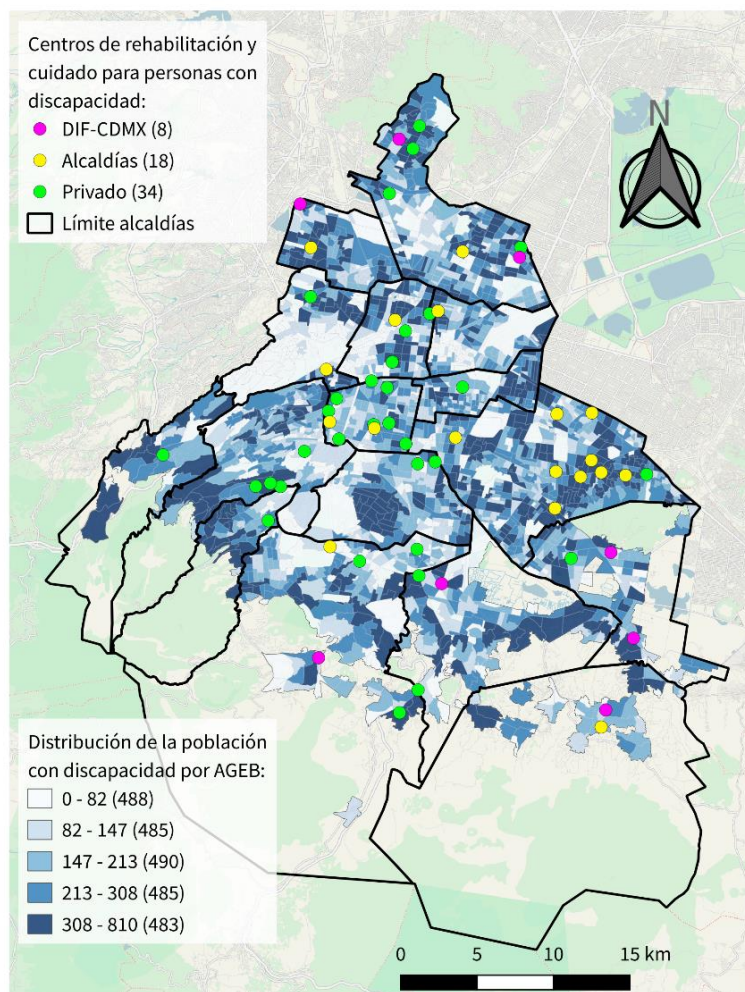 Centros de rehabilitación y
cuidado para personas con
discapacidad:
DIF-CDMX (8)
Alcaldías (18)
Privado (34)
Límite alcaldías
N
Distribución de la población
con discapacidad por AGEB:
0 - 82 (488)
82 - 147 (485)
147 - 213 (490)
213 - 308 (485)
308 - 810 (483)
0 5 10 15 km